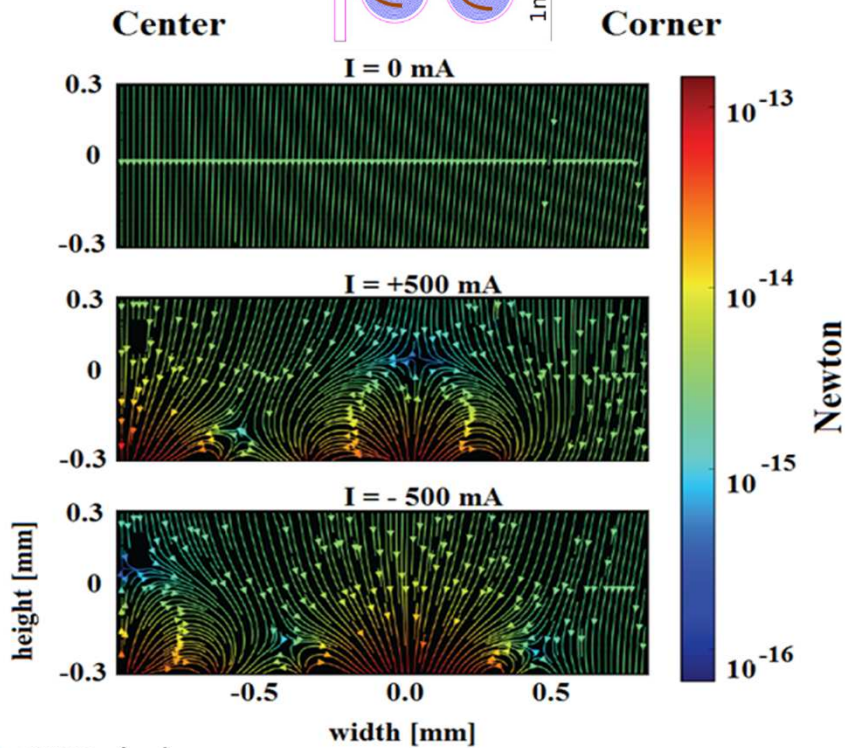 Center
Corner
I = 0 mA
0.3
0
-0.3
I = +500 mA
0.3
0
-0.3
I = - 500 mA
0.3
0
-0.3
height [mm]
-0.5
0.0
0.5
width [mm]
10-13
10-14
10-15
10-16
Newton